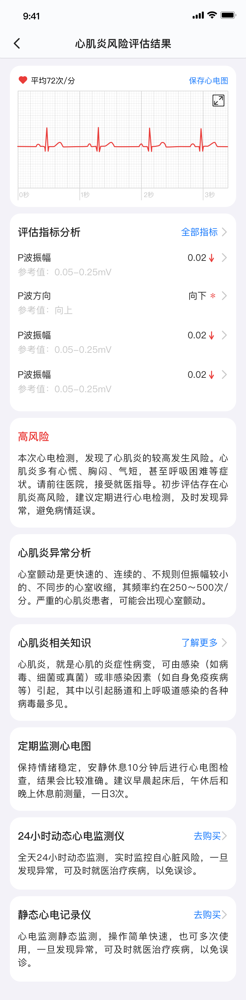 9:41
心肌炎风险评估结果
平均72次/分 保存心电图
0秒 1秒 2秒 3秒
评估指标分析 全部指标
P波振幅 0.02↓
参考值：0.05-0.25mV
P波方向 向下 *
参考值：向上
P波振幅 0.02↓
参考值：0.05-0.25mV
P波振幅 0.02↓
参考值：0.05-0.25mV
高风险
本次心电检测，发现了心肌炎的较高发生风险。心
肌炎多有心慌、胸闷、气短，甚至呼吸困难等症
状。请前往医院，接受就医指导。初步评估存在心
肌炎高风险，建议定期进行心电检测，及时发现异
常，避免病情延误。
心肌炎异常分析
心室颤动是更快速的、连续的、不规则但振幅较小
的、不同步的心室收缩，其频率约在250～500次/
分。严重的心肌炎患者，可能会出现心室颤动。
心肌炎相关知识 了解更多
心肌炎，就是心肌的炎症性病变，可由感染（如病
毒、细菌或真菌）或非感染因素（如自身免疫疾病
等）引起，其中以引起肠道和上呼吸道感染的各种
病毒最多见。
定期监测心电图
保持情绪稳定，安静休息10分钟后进行心电图检
查，结果会比较准确。建议早晨起床后，午休后和
晚上休息前测量，一日3次。
24小时动态心电监测仪 去购买
全天24小时动态监测，实时监控自心脏风险，一旦
发现异常，可及时就医治疗疾病，以免误诊。
静态心电记录仪 去购买
心电监测静态监测，操作简单快速，也可多次使
用，一旦发现异常，可及时就医治疗疾病，以免误
诊。